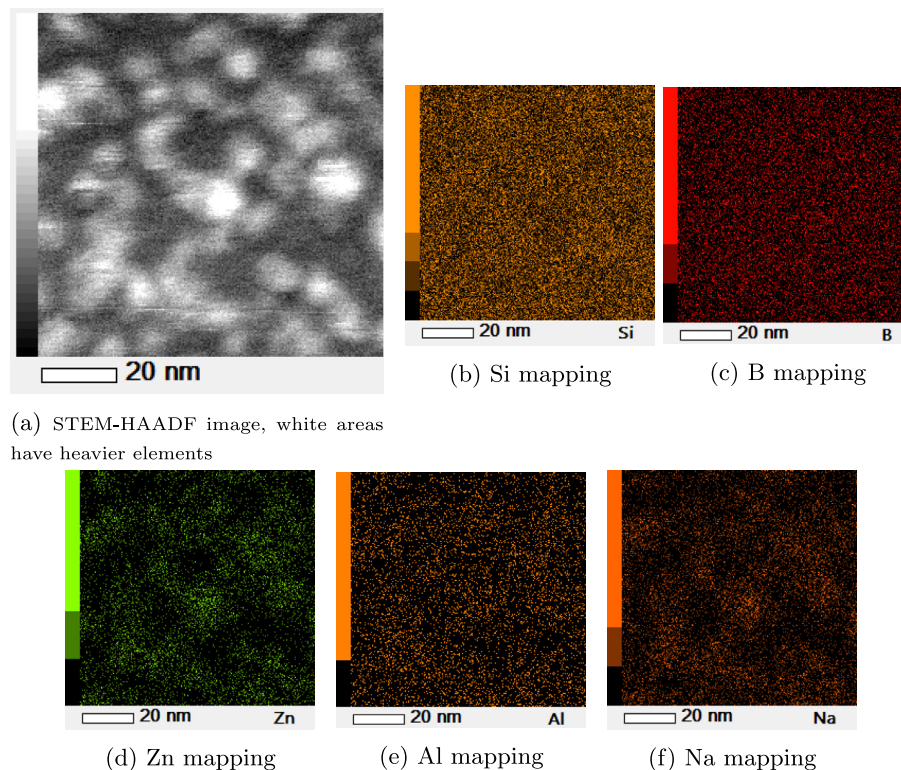 20 nm
20 nm Si
20 nm B
(b) Si mapping
(c) B mapping
(a) STEM-HAADF image, white areas
have heavier elements
20 nm Zn
20 nm Al
20 nm Na
(d) Zn mapping
(e) Al mapping
(f) Na mapping